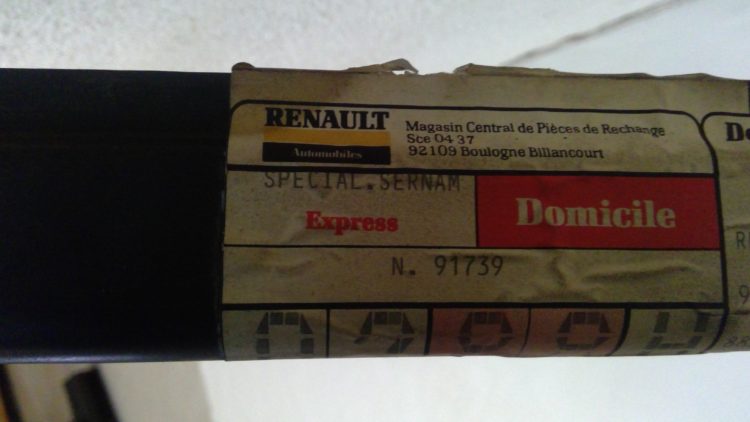 RENAULT
Automobiles
Magasin Central de Pièces de Rechange
Sce 04 37
92109 Boulogne Billancourt
SPECIAL.SERNAM
Express
Domicile
N. 91739